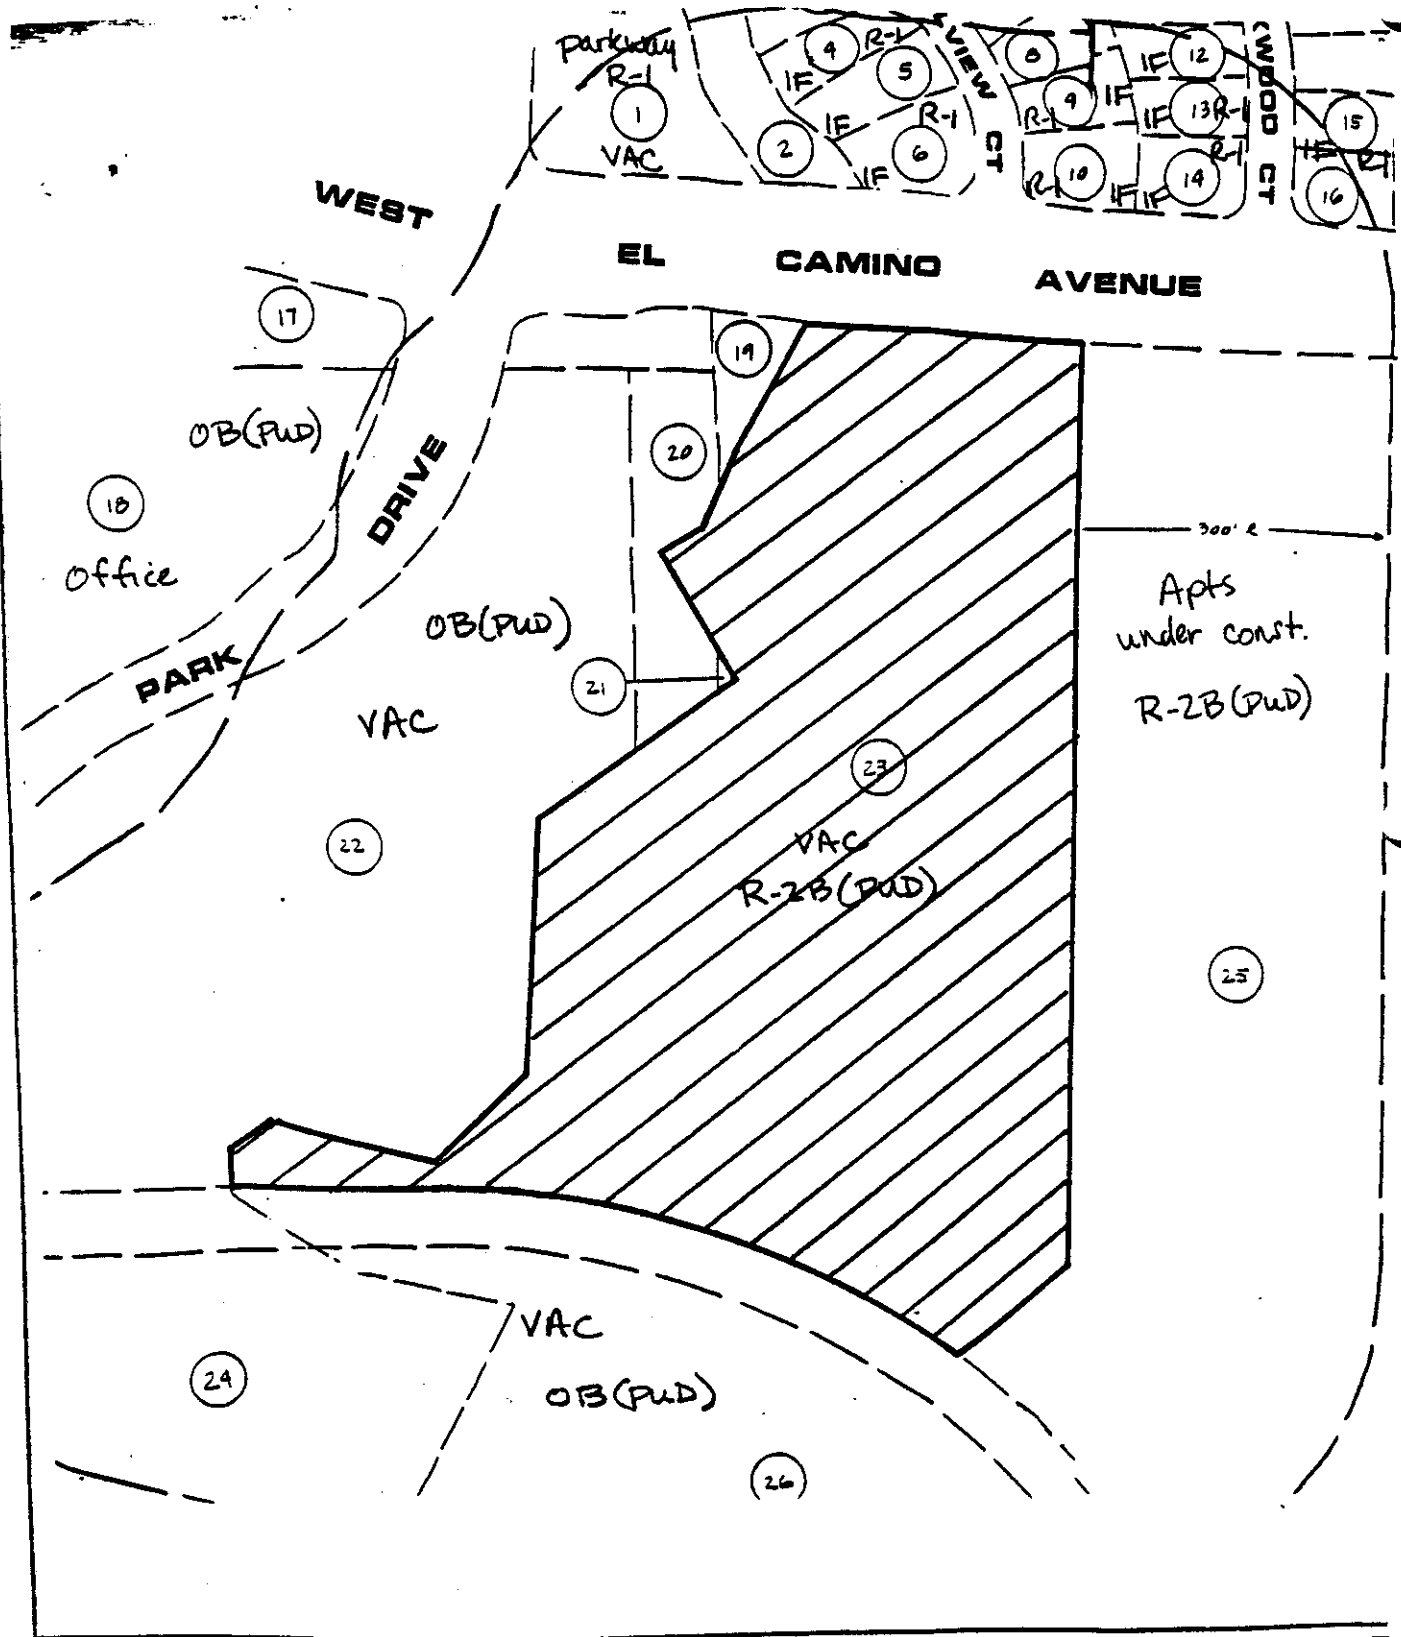 parkway
R-1
1
VAC
2
4
R-1
IF
5
IF
R-1
6
IF
VIEW CT
8
9
R-1
IF
10
R-1
IF
12
IF
13
R-1
IF
R-1
14
IF
WOOD CT
15
R-1
16
WEST
EL CAMINO AVENUE
17
19
OB(PUD)
20
18
DRIVE
300' R
Office
Apts
under const.
OB(PUD)
PARK
21
R-2B(PUD)
VAC
23
22
VAC
R-2B(PUD)
25
VAC
24
OB(PUD)
26